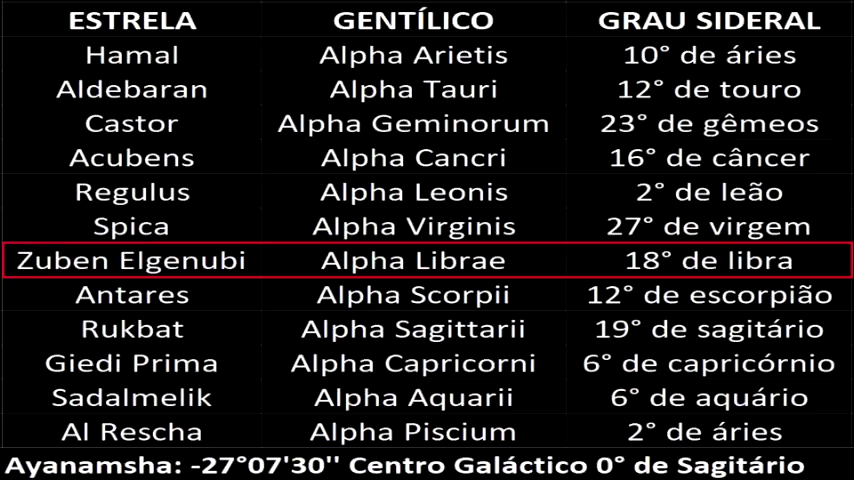 ESTRELA GENTÍLICO GRAU SIDERAL
Hamal Alpha Arietis 10° de áries
Aldebaran Alpha Tauri 12° de touro
Castor Alpha Geminorum 23° de gêmeos
Acubens Alpha Cancri 16° de câncer
Regulus Alpha Leonis 2° de leão
Spica Alpha Virginis 27° de virgem
Zuben Elgenubi Alpha Librae 18° de libra
Antares Alpha Scorpii 12° de escorpião
Rukbat Alpha Sagittarii 19° de sagitário
Giedi Prima Alpha Capricorni 6° de capricórnio
Sadalmelik Alpha Aquarii 6° de aquário
Al Rescha Alpha Piscium 2° de áries
Ayanamsha: -27°07'30'' Centro Galáctico 0° de Sagitário